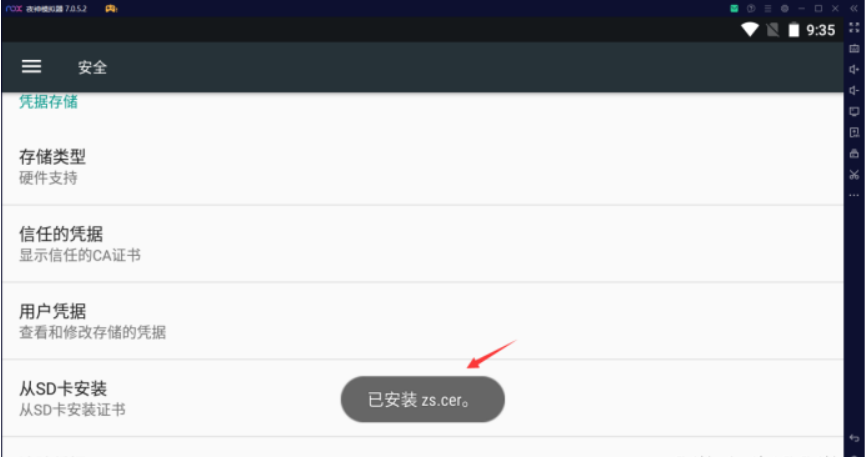 nox 夜神模拟器 7.0.5.2
9:35
安全
凭据存储
存储类型
硬件支持
信任的凭据
显示信任的CA证书
用户凭据
查看和修改存储的凭据
从SD卡安装
从SD卡安装证书
已安装 zs.cer。